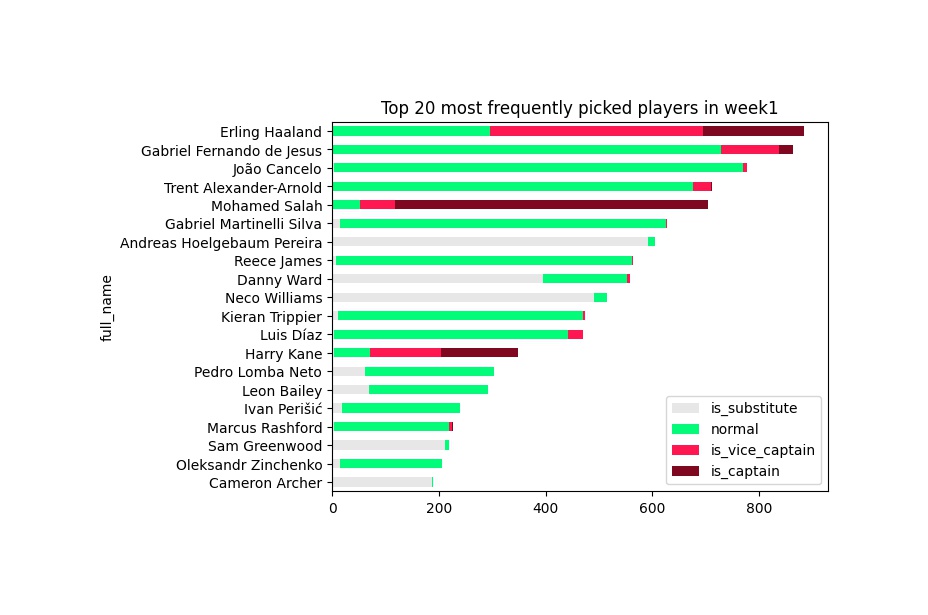 Top 20 most frequently picked players in week1
full_name
Erling Haaland
Gabriel Fernando de Jesus
João Cancelo
Trent Alexander-Arnold
Mohamed Salah
Gabriel Martinelli Silva
Andreas Hoelgebaum Pereira
Reece James
Danny Ward
Neco Williams
Kieran Trippier
Luis Díaz
Harry Kane
Pedro Lomba Neto
Leon Bailey
Ivan Perišić
Marcus Rashford
Sam Greenwood
Oleksandr Zinchenko
Cameron Archer
is_substitute
normal
is_vice_captain
is_captain
0 200 400 600 800